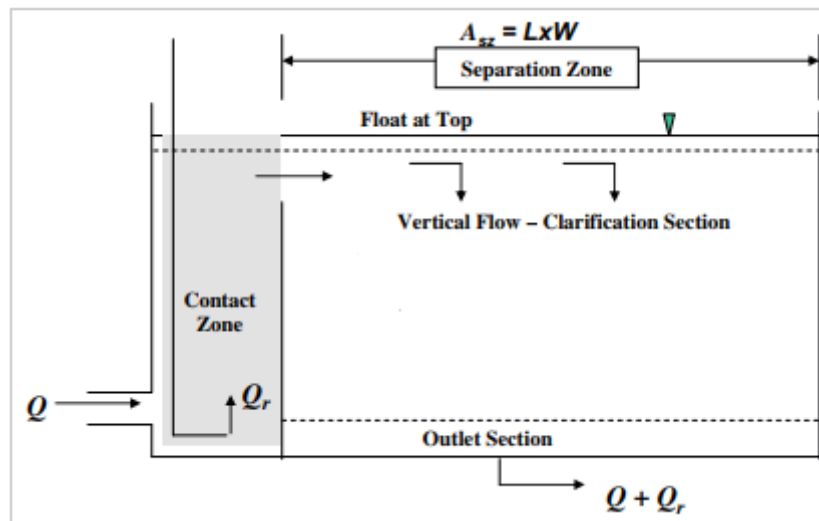 A_sz = LxW
Separation Zone
Float at Top
Vertical Flow – Clarification Section
Contact
Zone
Q
Q_r
Outlet Section
Q + Q_r